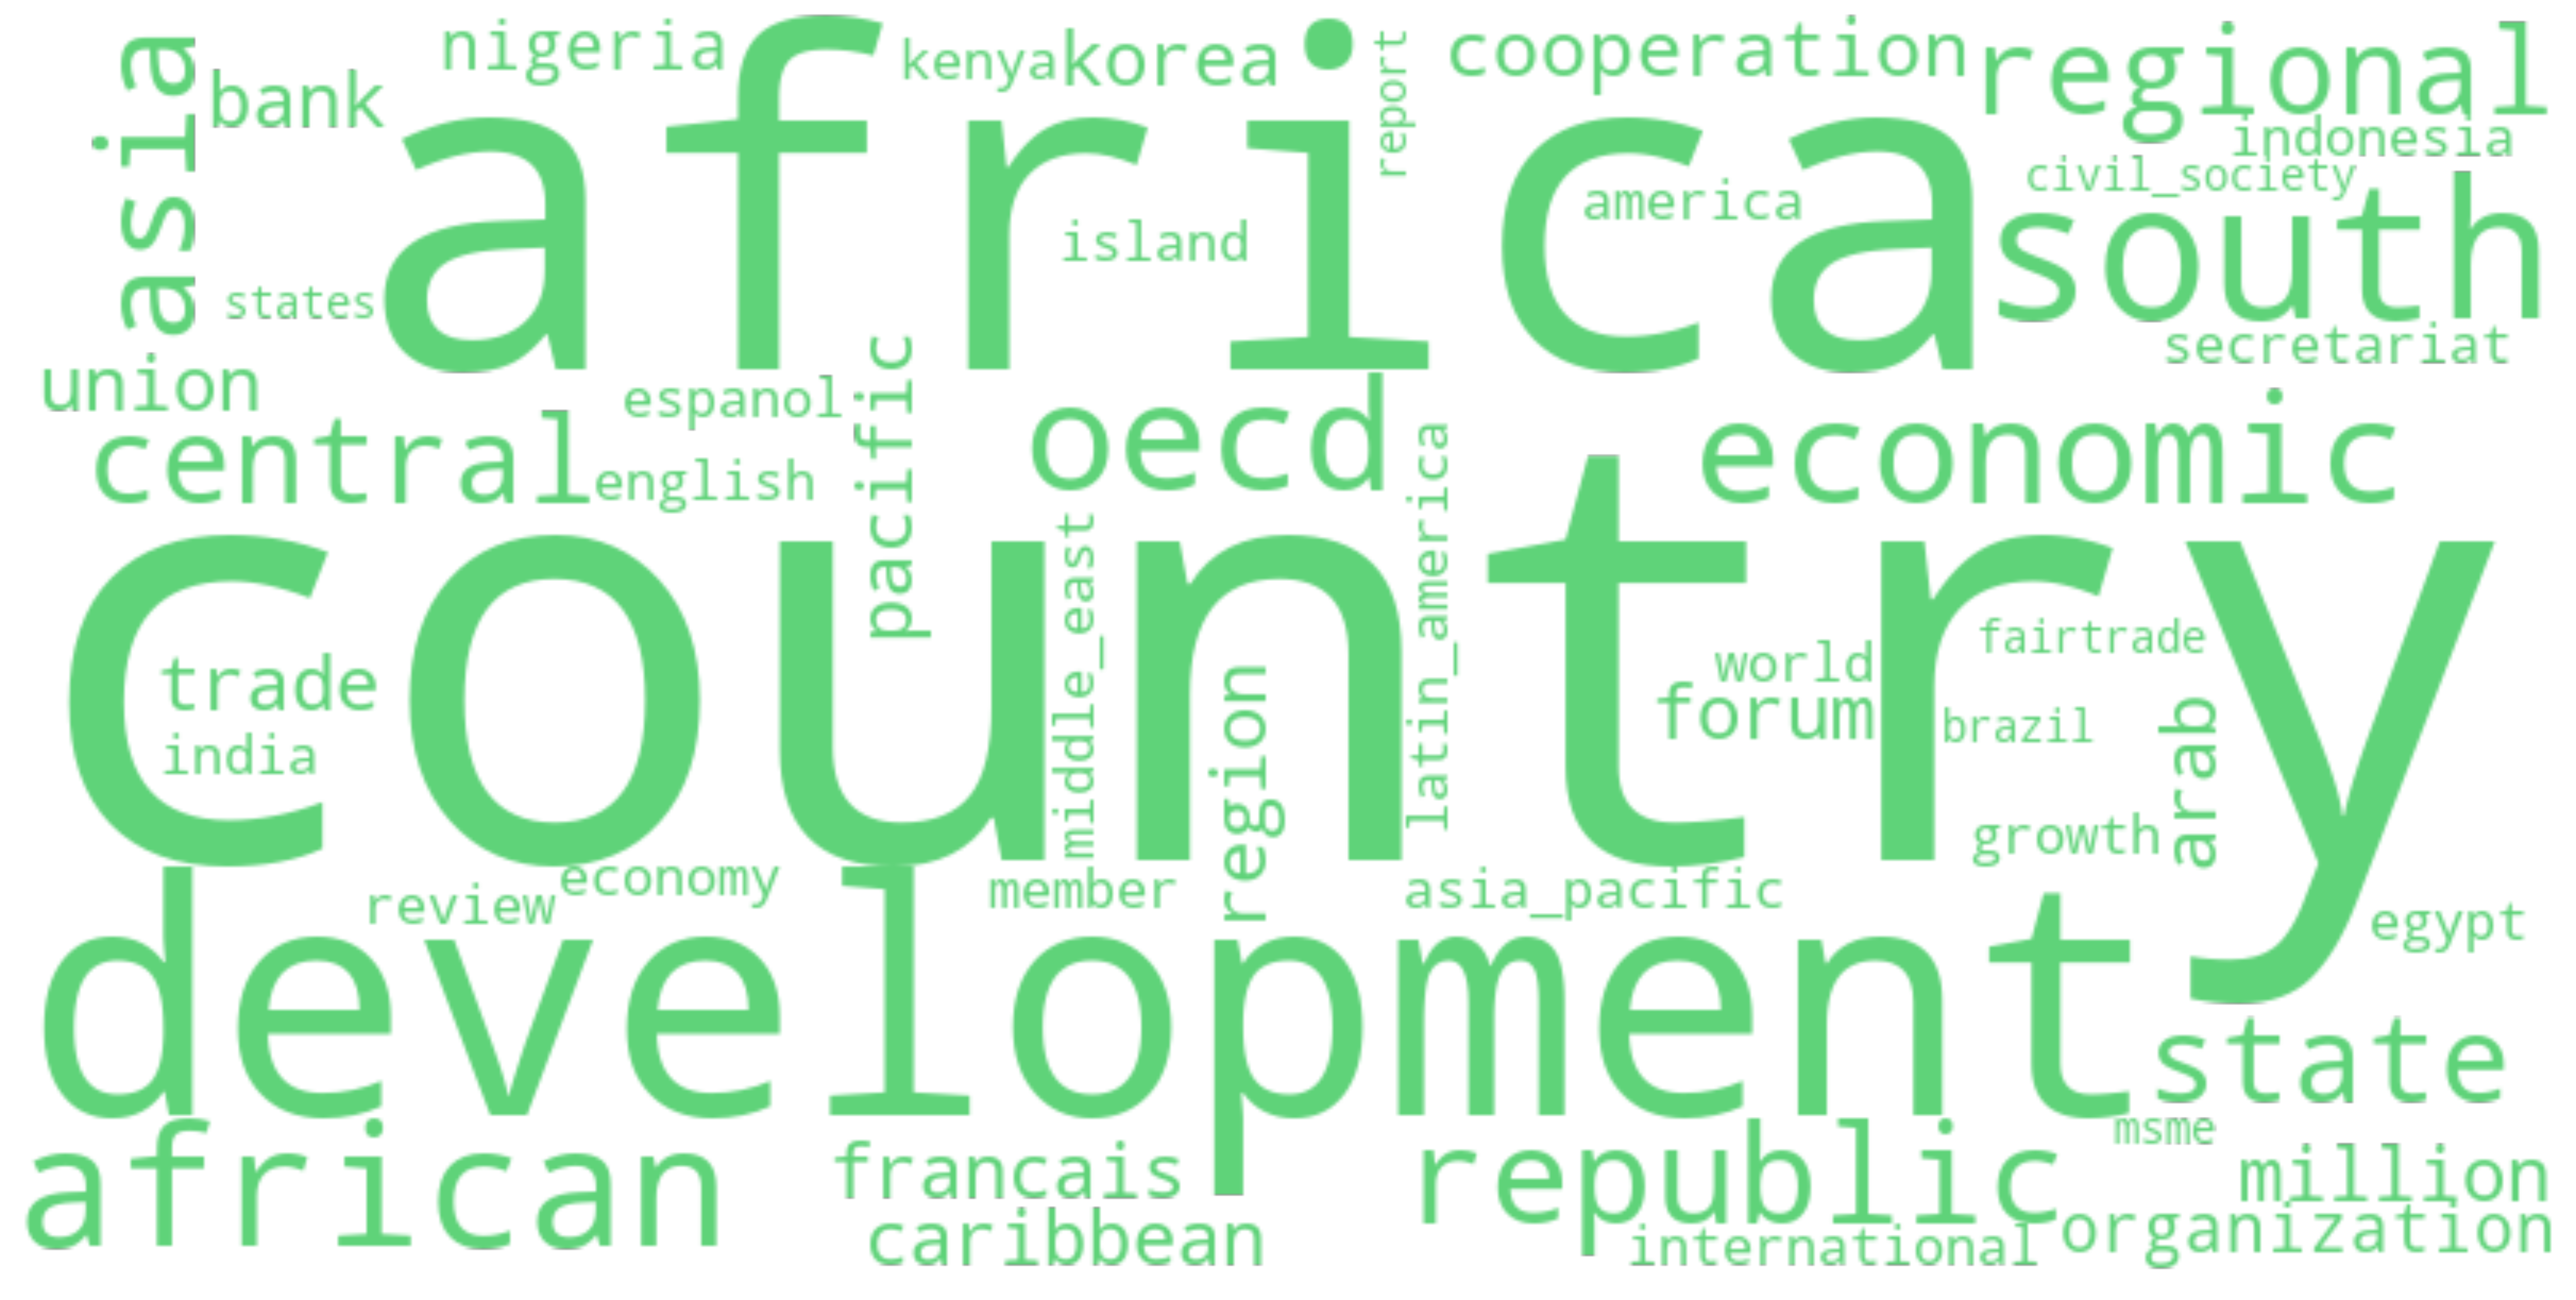 asia
bank
nigeria
africa
kenya
korea
report
cooperation
regional
indonesia
civil_society
america
island
south
states
secretariat
union
espanol
pacific
oecd
central
english
latin_america
economic
country
middle_east
trade
india
region
world
forum
fairtrade
brazil
arab
growth
economy
review
member
asia_pacific
egypt
development
state
msme
african
francais
caribbean
republic
million
international
organization